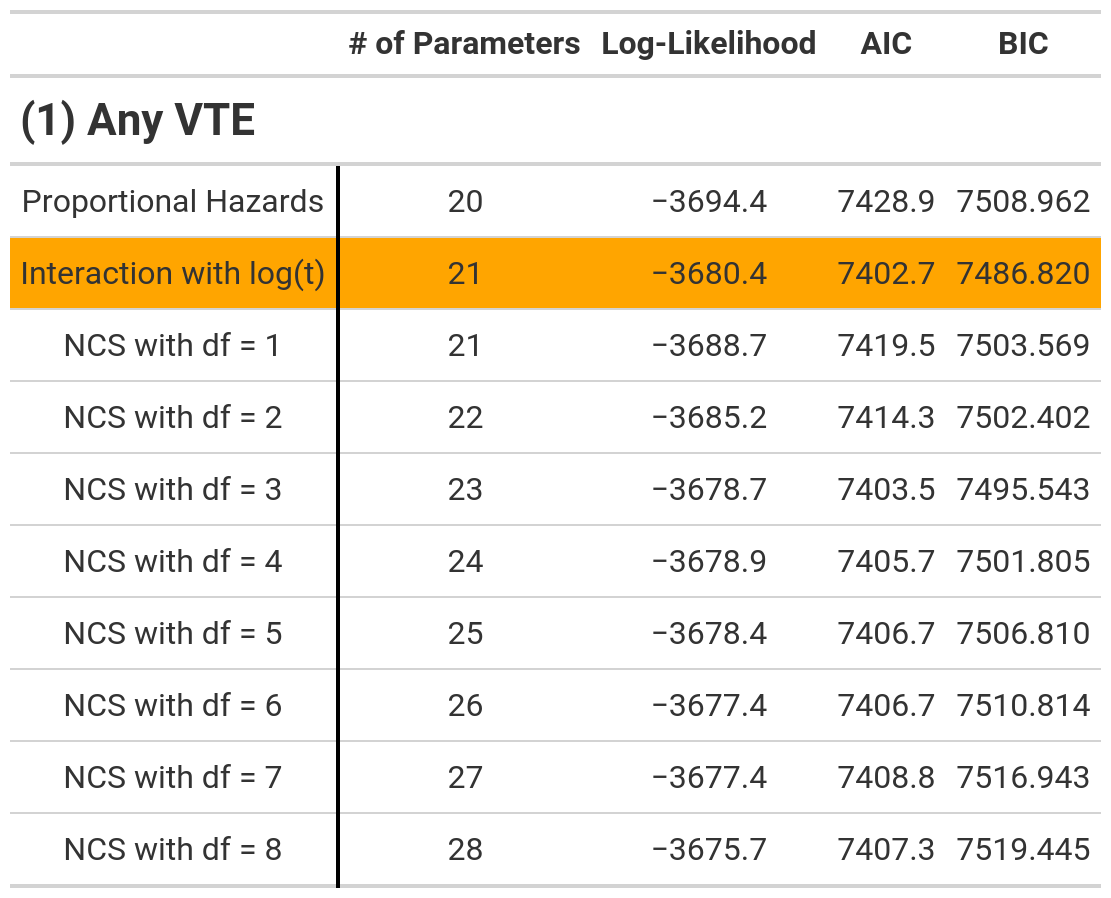 # of Parameters Log-Likelihood AIC BIC
(1) Any VTE
Proportional Hazards 20 −3694.4 7428.9 7508.962
Interaction with log(t) 21 −3680.4 7402.7 7486.820
NCS with df = 1 21 −3688.7 7419.5 7503.569
NCS with df = 2 22 −3685.2 7414.3 7502.402
NCS with df = 3 23 −3678.7 7403.5 7495.543
NCS with df = 4 24 −3678.9 7405.7 7501.805
NCS with df = 5 25 −3678.4 7406.7 7506.810
NCS with df = 6 26 −3677.4 7406.7 7510.814
NCS with df = 7 27 −3677.4 7408.8 7516.943
NCS with df = 8 28 −3675.7 7407.3 7519.445